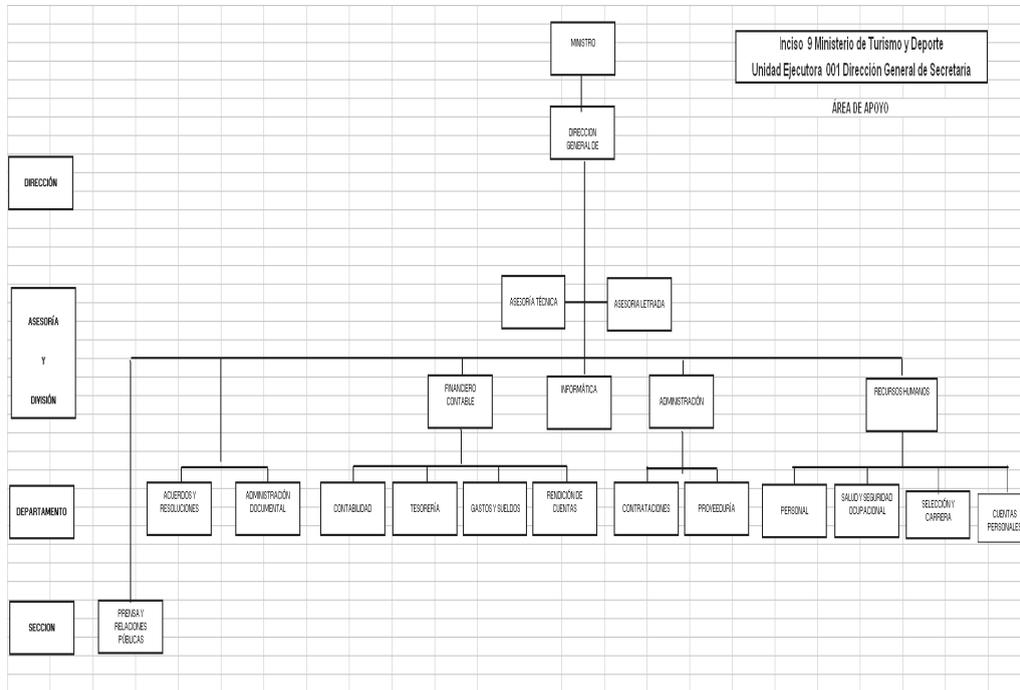 MINISTRO
Inciso 9 Ministerio de Turismo y Deporte
Unidad Ejecutora 001 Dirección General de Secretaria
ÁREA DE APOYO
DIRECCION
GENERAL DE
DIRECCIÓN
ASESORÍA TÉCNICA
ASESORIA LETRADA
ASESORÍA
Y
DIVISIÓN
FINANCERO
CONTABLE
INFORMÁTICA
ADMINISTRACIÓN
RECURSOS HUMANOS
DEPARTAMENTO
ACUERDOS Y
RESOLUCIONES
ADMINISTRACIÓN
DOCUMENTAL
CONTABILIDAD
TESORERÍA
GASTOS Y SUELDOS
RENDICIÓN DE
CUENTAS
CONTRATACIONES
PROVEEDURÍA
PERSONAL
SALUD Y SEGURIDAD
OCUPACIONAL
SELECCIÓN Y
CARRERA
CUENTAS
PERSONALES
SECCION
PRENSA Y
RELACIONES
PÚBLICAS